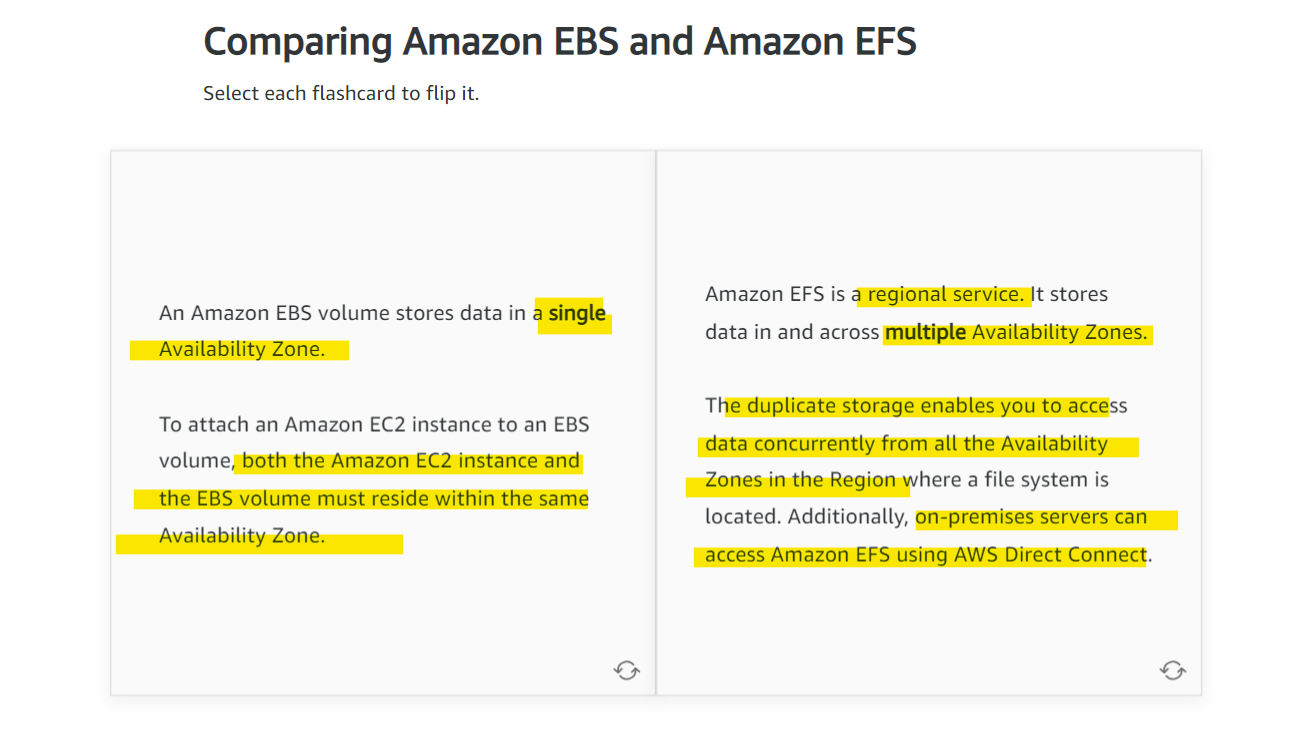 Comparing Amazon EBS and Amazon EFS
Select each flashcard to flip it.
An Amazon EBS volume stores data in a single
Availability Zone.
To attach an Amazon EC2 instance to an EBS
volume, both the Amazon EC2 instance and
the EBS volume must reside within the same
Availability Zone.
Amazon EFS is a regional service. It stores
data in and across multiple Availability Zones.
The duplicate storage enables you to access
data concurrently from all the Availability
Zones in the Region where a file system is
located. Additionally, on-premises servers can
access Amazon EFS using AWS Direct Connect.